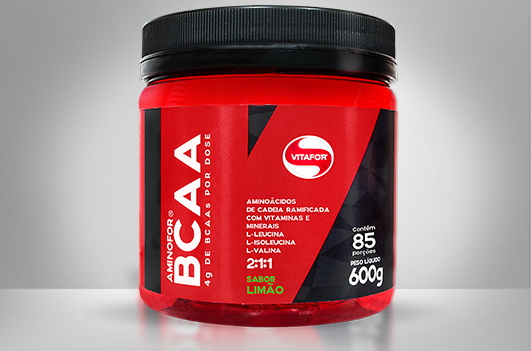 AMINOFOR®
BCAA
4g DE BCAAs POR DOSE
VITAFOR®
AMINOÁCIDOS
DE CADEIA RAMIFICADA
COM VITAMINAS E
MINERAIS
L-LEUCINA
L-ISOLEUCINA
L-VALINA
2:1:1
SABOR
LIMÃO
Contêm
85
porções
PESO LÍQUIDO
600g